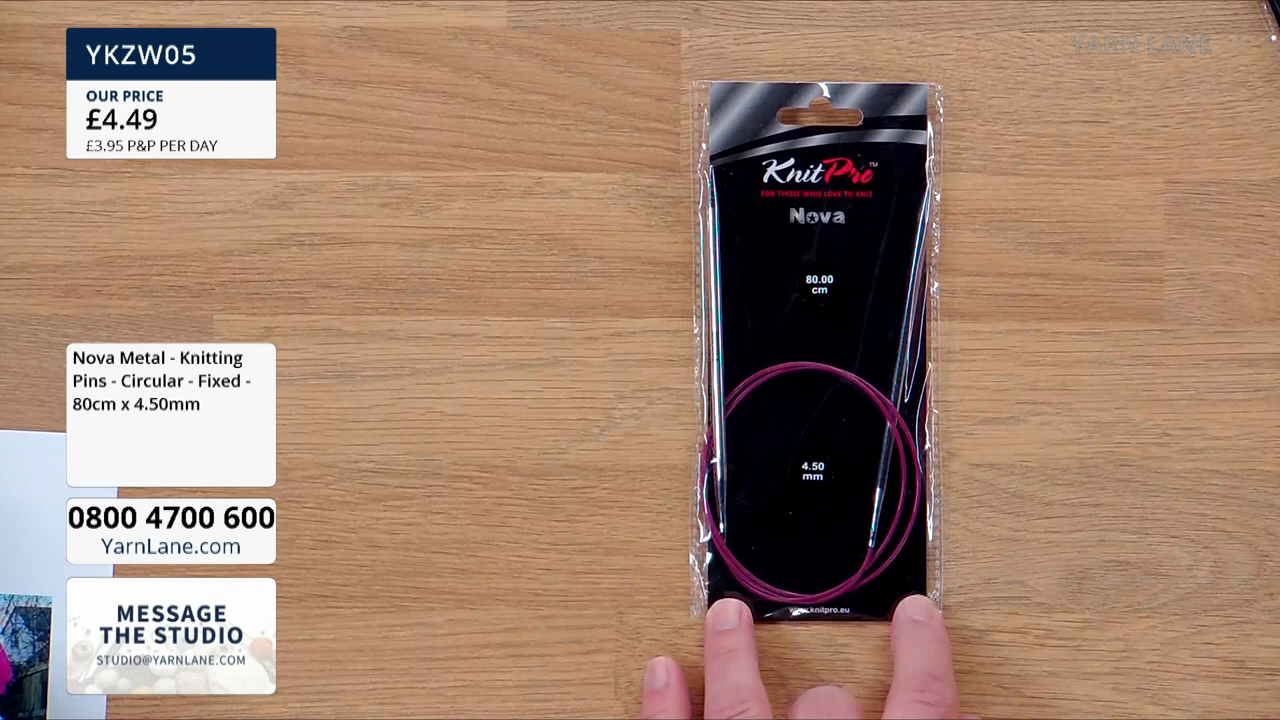 YKZW05
OUR PRICE
£4.49
£3.95 P&P PER DAY
Nova Metal - Knitting
Pins - Circular - Fixed -
80cm x 4.50mm
0800 4700 600
YarnLane.com
MESSAGE
THE STUDIO
STUDIO@YARNLANE.COM
YARN LANE
KnitPro™
FOR THOSE WHO LOVE TO KNIT
Nova
80.00
cm
4.50
mm
www.knitpro.eu